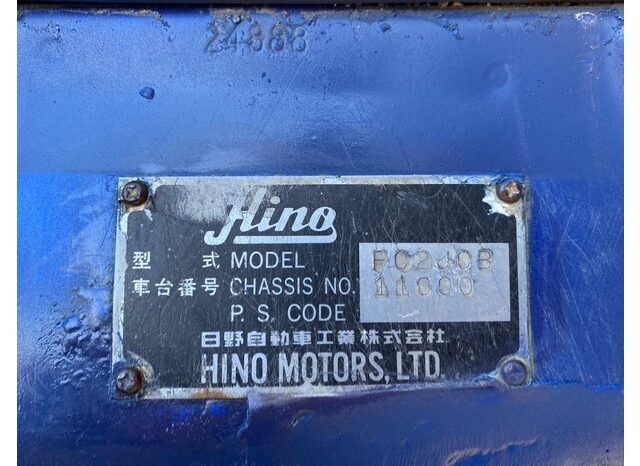 24888
Hino
型 式 MODEL
車台番号 CHASSIS NO. 11000
P. S. CODE
日野自動車工業株式会社
HINO MOTORS, LTD.